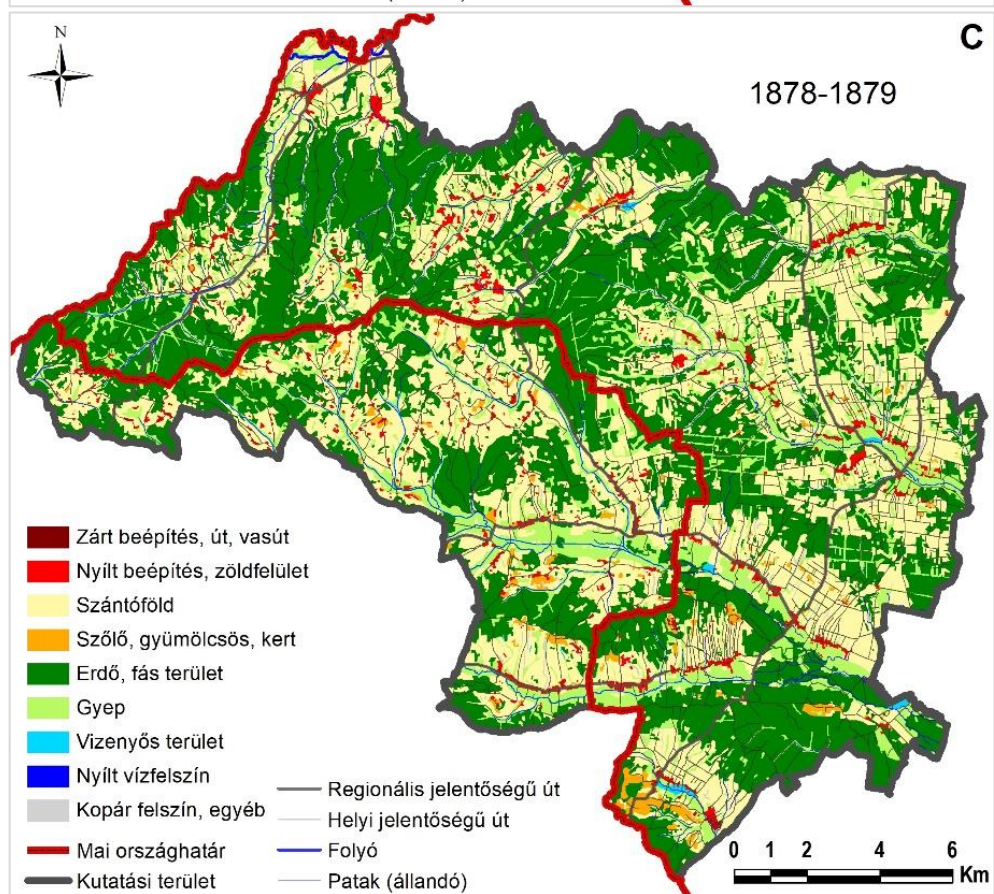 N
C
1878-1879
Zárt beépítés, út, vasút
Nyílt beépítés, zöldfelület
Szántóföld
Szőlő, gyümölcsös, kert
Erdő, fás terület
Gyep
Vizenyős terület
Nyílt vízfelszín
Kopár felszín, egyéb
Mai országhatár
Kutatási terület
Regionális jelentőségű út
Helyi jelentőségű út
Folyó
Patak (állandó)
0 1 2 4 6
Km